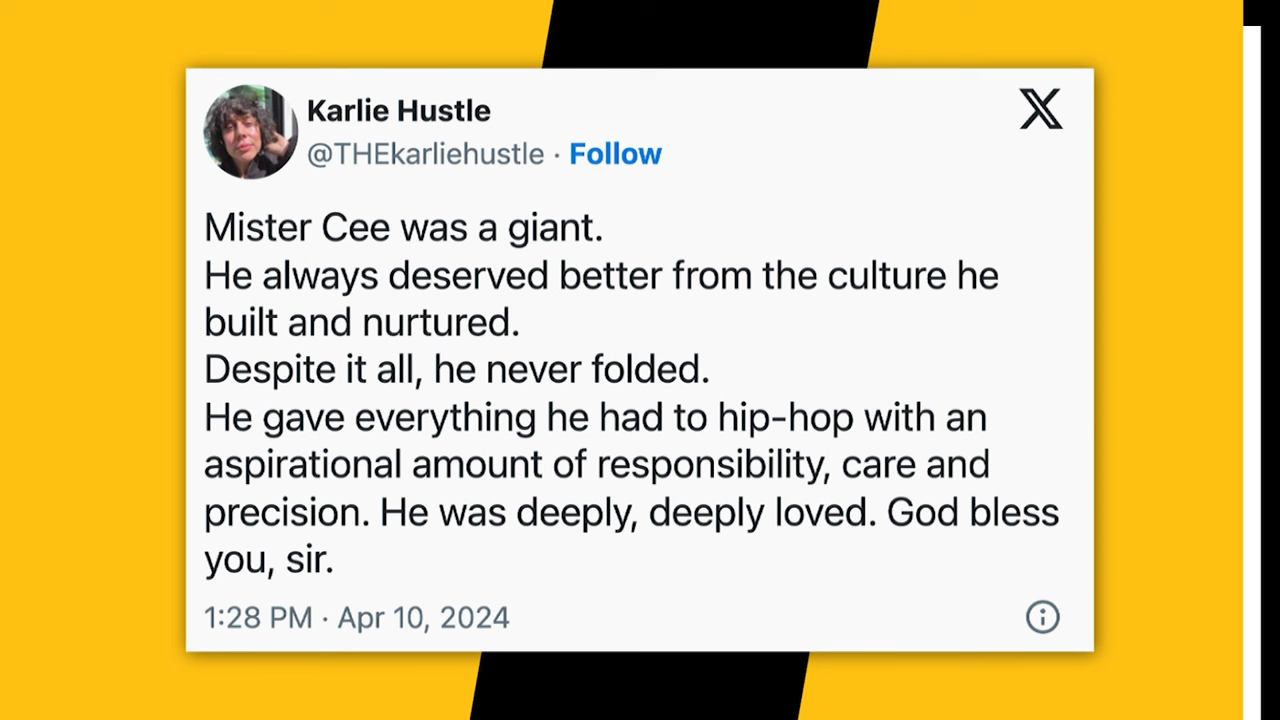 Karlie Hustle
@THEkarliehustle · Follow
Mister Cee was a giant.
He always deserved better from the culture he
built and nurtured.
Despite it all, he never folded.
He gave everything he had to hip-hop with an
aspirational amount of responsibility, care and
precision. He was deeply, deeply loved. God bless
you, sir.
1:28 PM · Apr 10, 2024